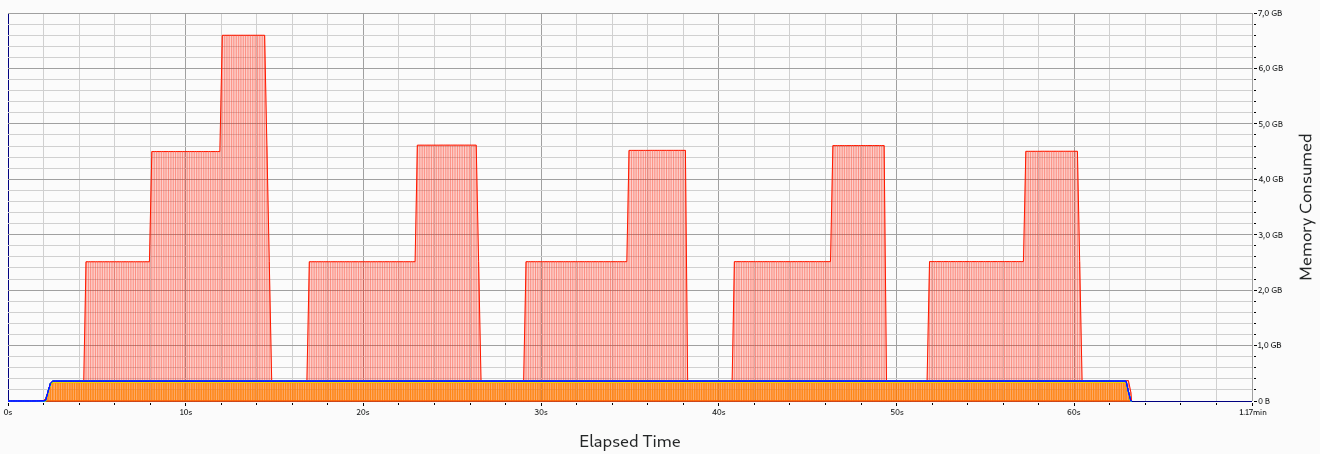 7,0 GB
6,0 GB
5,0 GB
4,0 GB
3,0 GB
2,0 GB
1,0 GB
0 B
Memory Consumed
0s 10s 20s 30s 40s 50s 60s 1.17min
Elapsed Time